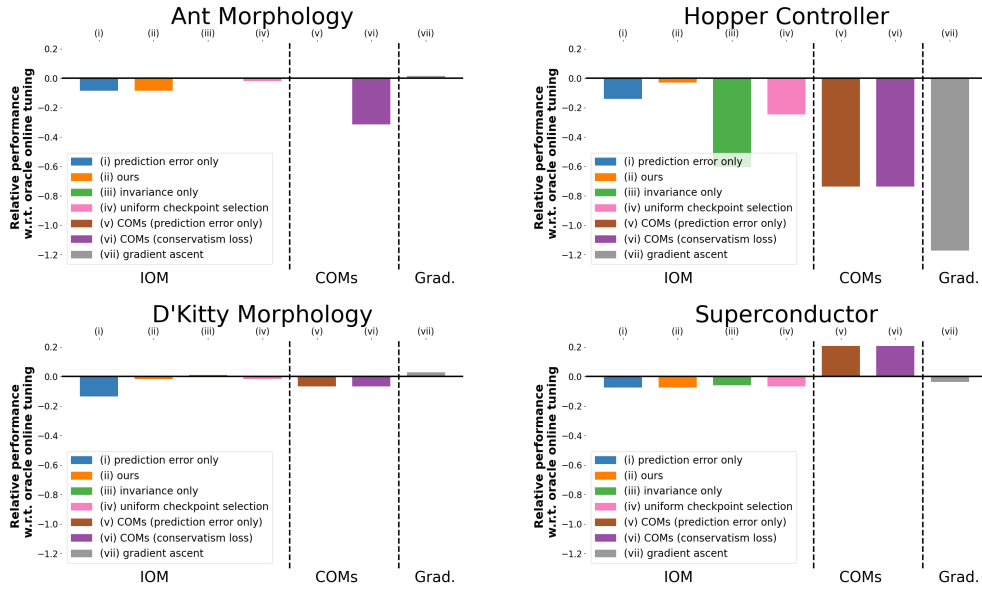 Ant Morphology
(i) (ii) (iii) (iv) (v) (vi) (vii)
0.2
0.0
−0.2
−0.4
−0.6
−0.8
−1.0
−1.2
Relative performance
w.r.t. oracle online tuning
(i) prediction error only
(ii) ours
(iii) invariance only
(iv) uniform checkpoint selection
(v) COMs (prediction error only)
(vi) COMs (conservatism loss)
(vii) gradient ascent
IOM COMs Grad.
Hopper Controller
(i) (ii) (iii) (iv) (v) (vi) (vii)
0.2
0.0
−0.2
−0.4
−0.6
−0.8
−1.0
−1.2
Relative performance
w.r.t. oracle online tuning
(i) prediction error only
(ii) ours
(iii) invariance only
(iv) uniform checkpoint selection
(v) COMs (prediction error only)
(vi) COMs (conservatism loss)
(vii) gradient ascent
IOM COMs Grad.
D'Kitty Morphology
(i) (ii) (iii) (iv) (v) (vi) (vii)
0.2
0.0
−0.2
−0.4
−0.6
−0.8
−1.0
−1.2
Relative performance
w.r.t. oracle online tuning
(i) prediction error only
(ii) ours
(iii) invariance only
(iv) uniform checkpoint selection
(v) COMs (prediction error only)
(vi) COMs (conservatism loss)
(vii) gradient ascent
IOM COMs Grad.
Superconductor
(i) (ii) (iii) (iv) (v) (vi) (vii)
0.2
0.0
−0.2
−0.4
−0.6
−0.8
−1.0
−1.2
Relative performance
w.r.t. oracle online tuning
(i) prediction error only
(ii) ours
(iii) invariance only
(iv) uniform checkpoint selection
(v) COMs (prediction error only)
(vi) COMs (conservatism loss)
(vii) gradient ascent
IOM COMs Grad.